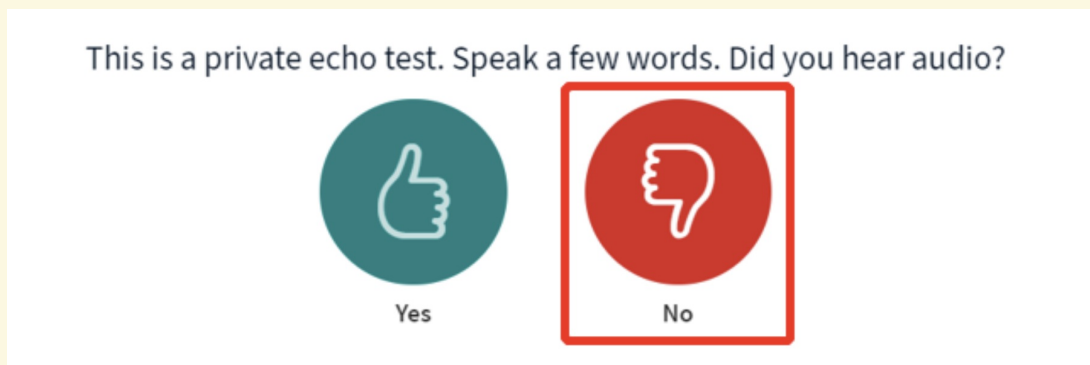 This is a private echo test. Speak a few words. Did you hear audio?
Yes
No